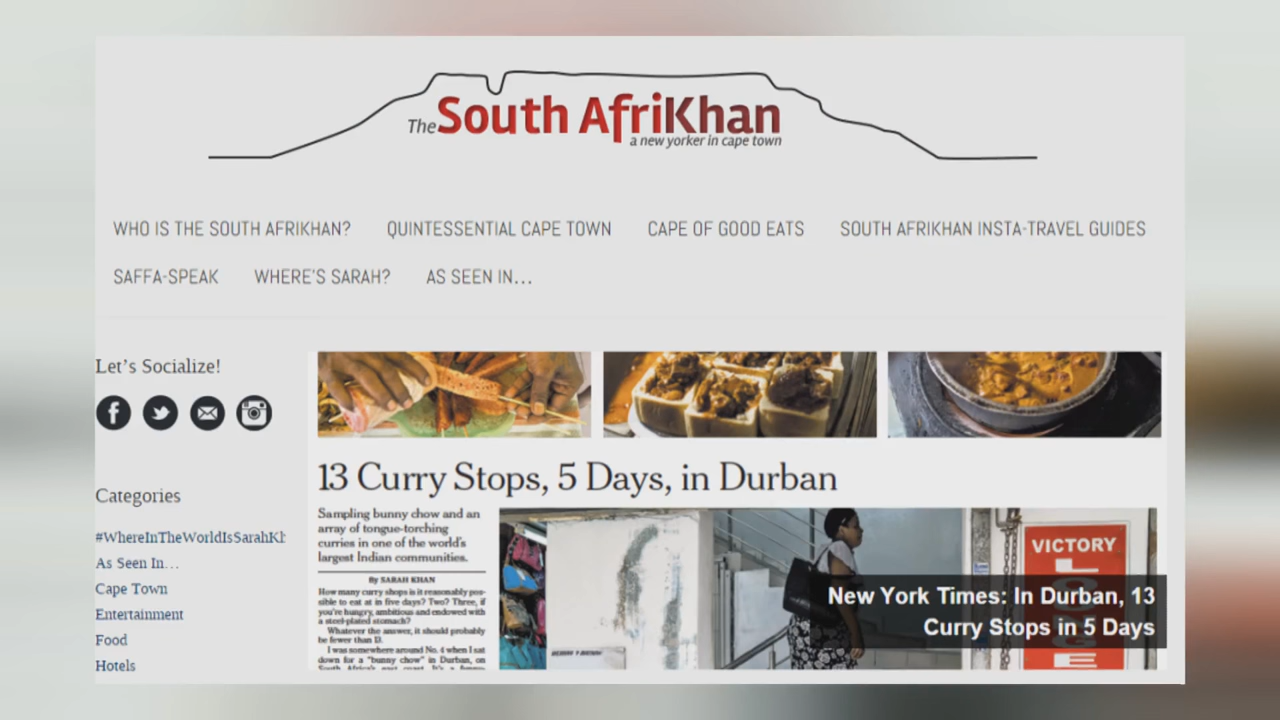 The South AfriKhan
a new yorker in cape town
WHO IS THE SOUTH AFRIKHAN? QUINTESSENTIAL CAPE TOWN CAPE OF GOOD EATS SOUTH AFRIKHAN INSTA-TRAVEL GUIDES
SAFFA-SPEAK WHERE'S SARAH? AS SEEN IN...
Let's Socialize!
Categories
#WhereInTheWorldIsSarahKh
As Seen In...
Cape Town
Entertainment
Food
Hotels
13 Curry Stops, 5 Days, in Durban
Sampling bunny chow and an
array of tongue-torching
curries in one of the world's
largest Indian communities.
By SARAH KHAN
How many curry shops is it reasonably pos-
sible to eat at in five days? Two? Three, if
you're hungry, ambitious and endowed with
a steel-plated stomach?
Whatever the answer, it should probably
be fewer than 13.
I was somewhere around No. 4 when I sat
down for a "bunny chow" in Durban, on
South Africa's east coast. It's a
VICTORY
LOGE
New York Times: In Durban, 13
Curry Stops in 5 Days